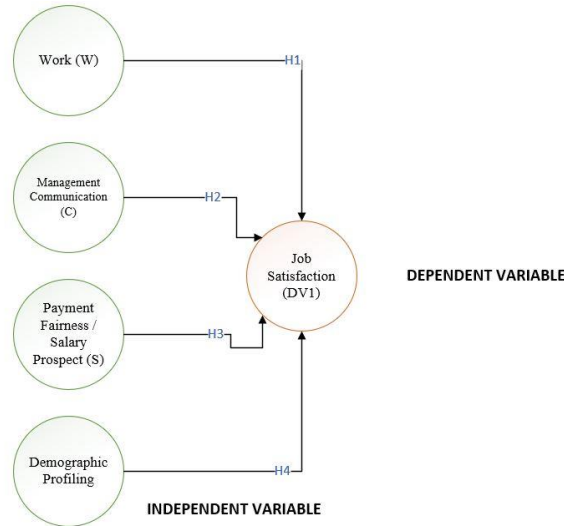 Work (W)
H1
Management
Communication
(C)
H2
Job
Satisfaction
(DV1)
DEPENDENT VARIABLE
Payment
Fairness /
Salary
Prospect (S)
H3
Demographic
Profiling
H4
INDEPENDENT VARIABLE